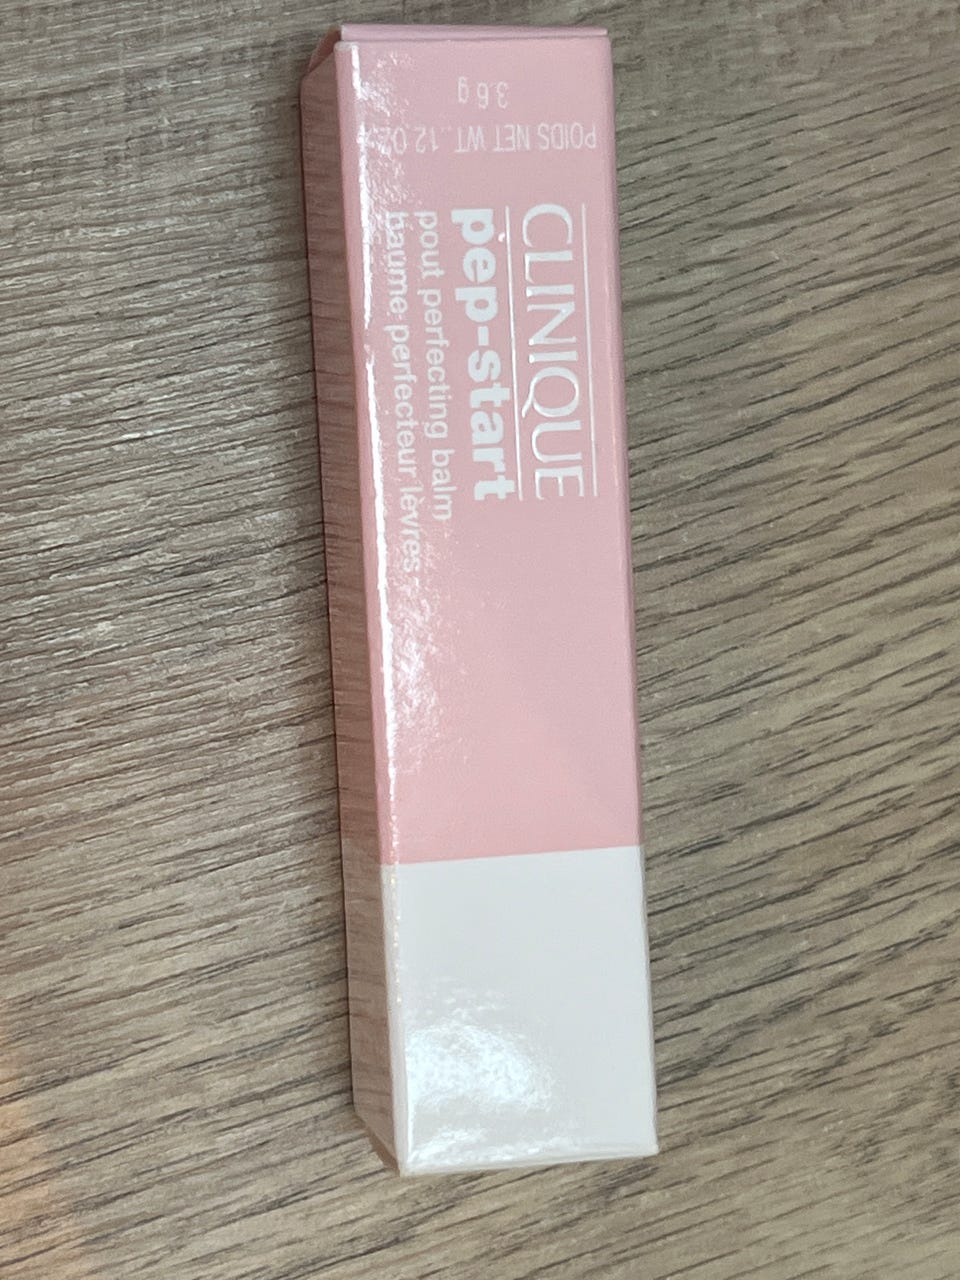 CLINIQUE
pep-start
pout perfecting balm
baume perfecteur lèvres
POIDS NET WT. .12 OZ.
3.6 g